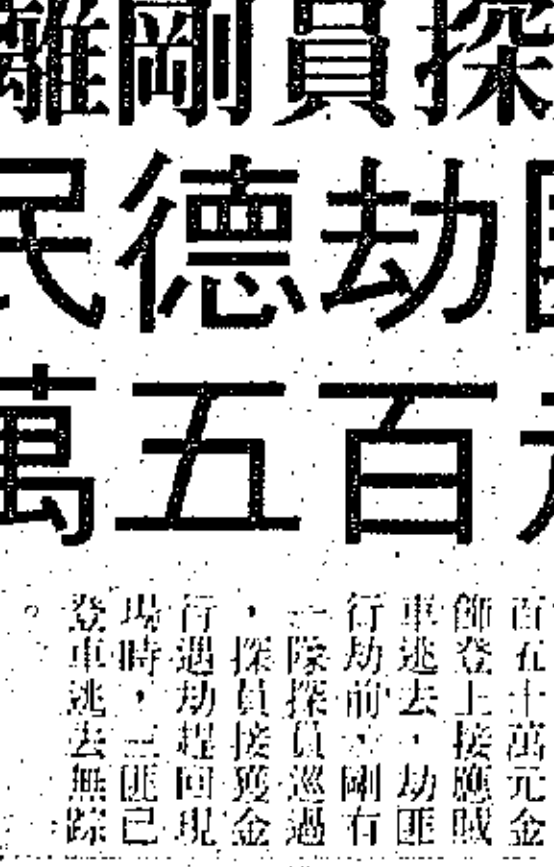 探員剛離
劫德民
百五萬
百五十萬元金
飾登上接應賊
車逃去，劫匪
行劫前，剛有
一隊探員巡過
，探員接獲金
行遇劫趕回現
場時，三匪已
登車逃去無踪
。